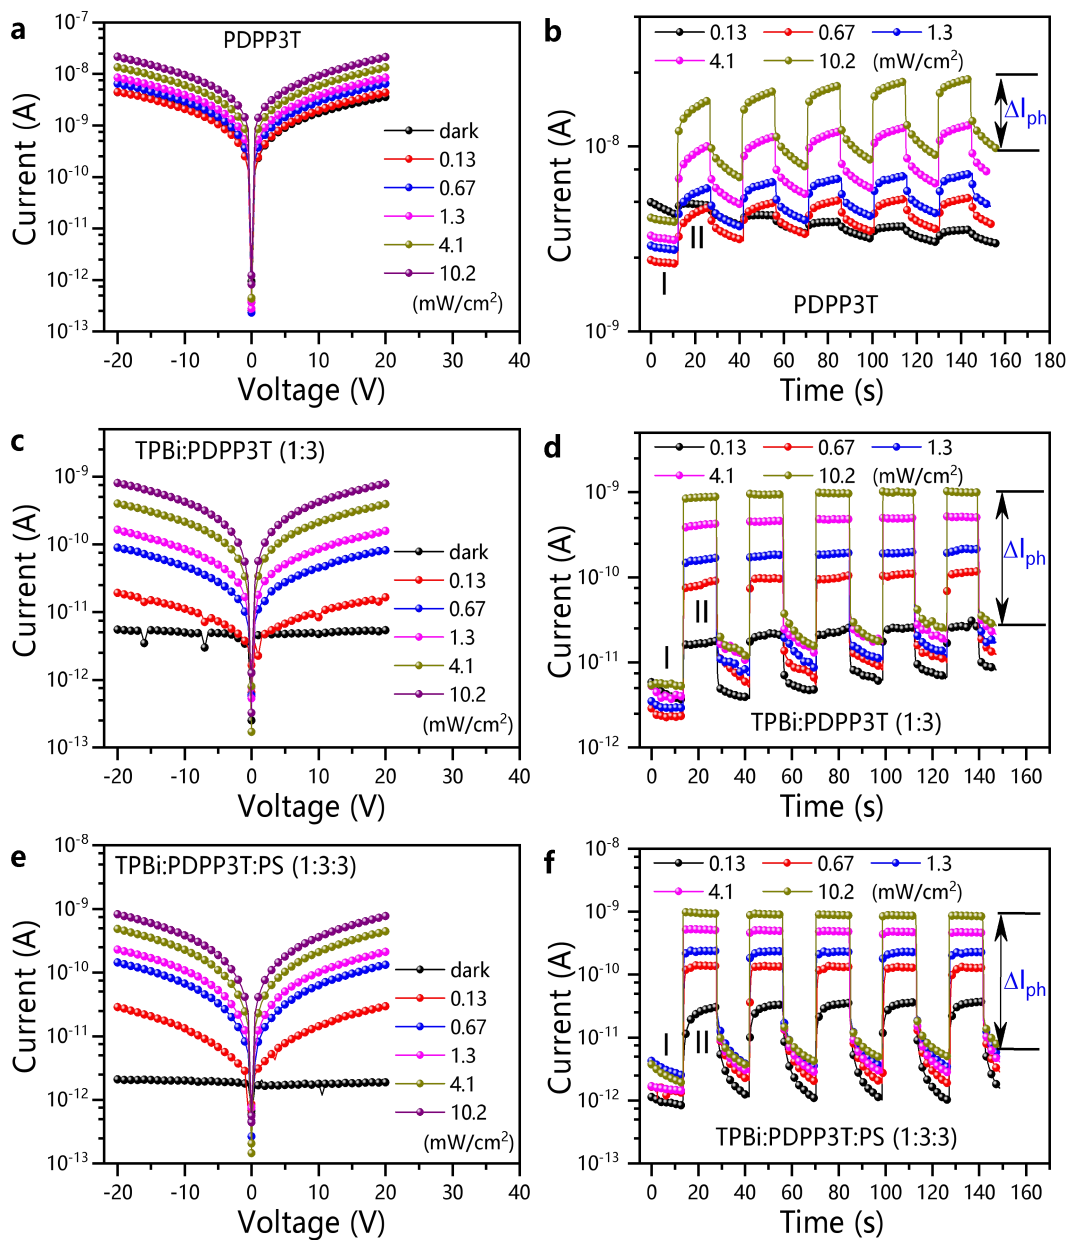 a
PDPP3T
10⁻⁷
10⁻⁸
10⁻⁹
10⁻¹⁰
10⁻¹¹
10⁻¹²
10⁻¹³
Current (A)
dark
0.13
0.67
1.3
4.1
10.2
(mW/cm²)
-20 -10 0 10 20 30 40
Voltage (V)
b
0.13 0.67 1.3
4.1 10.2 (mW/cm²)
ΔIph
10⁻⁸
10⁻⁹
Current (A)
I
II
PDPP3T
0 20 40 60 80 100 120 140 160 180
Time (s)
c
TPBi:PDPP3T (1:3)
10⁻⁹
10⁻¹⁰
10⁻¹¹
10⁻¹²
10⁻¹³
Current (A)
dark
0.13
0.67
1.3
4.1
10.2
(mW/cm²)
-20 -10 0 10 20 30 40
Voltage (V)
d
0.13 0.67 1.3
4.1 10.2 (mW/cm²)
10⁻⁹
10⁻¹⁰
10⁻¹¹
10⁻¹²
Current (A)
ΔIph
I
II
TPBi:PDPP3T (1:3)
0 20 40 60 80 100 120 140 160
Time (s)
e
TPBi:PDPP3T:PS (1:3:3)
10⁻⁸
10⁻⁹
10⁻¹⁰
10⁻¹¹
10⁻¹²
10⁻¹³
Current (A)
dark
0.13
0.67
1.3
4.1
10.2
(mW/cm²)
-20 -10 0 10 20 30 40
Voltage (V)
f
0.13 0.67 1.3
4.1 10.2 (mW/cm²)
10⁻⁸
10⁻⁹
10⁻¹⁰
10⁻¹¹
10⁻¹²
10⁻¹³
Current (A)
ΔIph
I
II
TPBi:PDPP3T:PS (1:3:3)
0 20 40 60 80 100 120 140 160
Time (s)